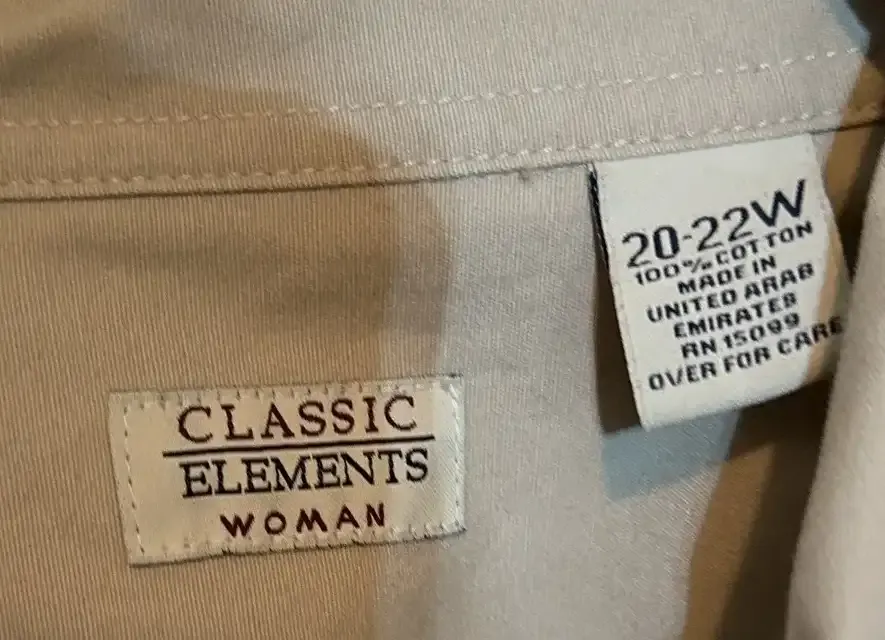 CLASSIC
ELEMENTS
WOMAN
20-22W
100% COTTON
MADE IN
UNITED ARAB
EMIRATES
RN 15099
OVER FOR CARE